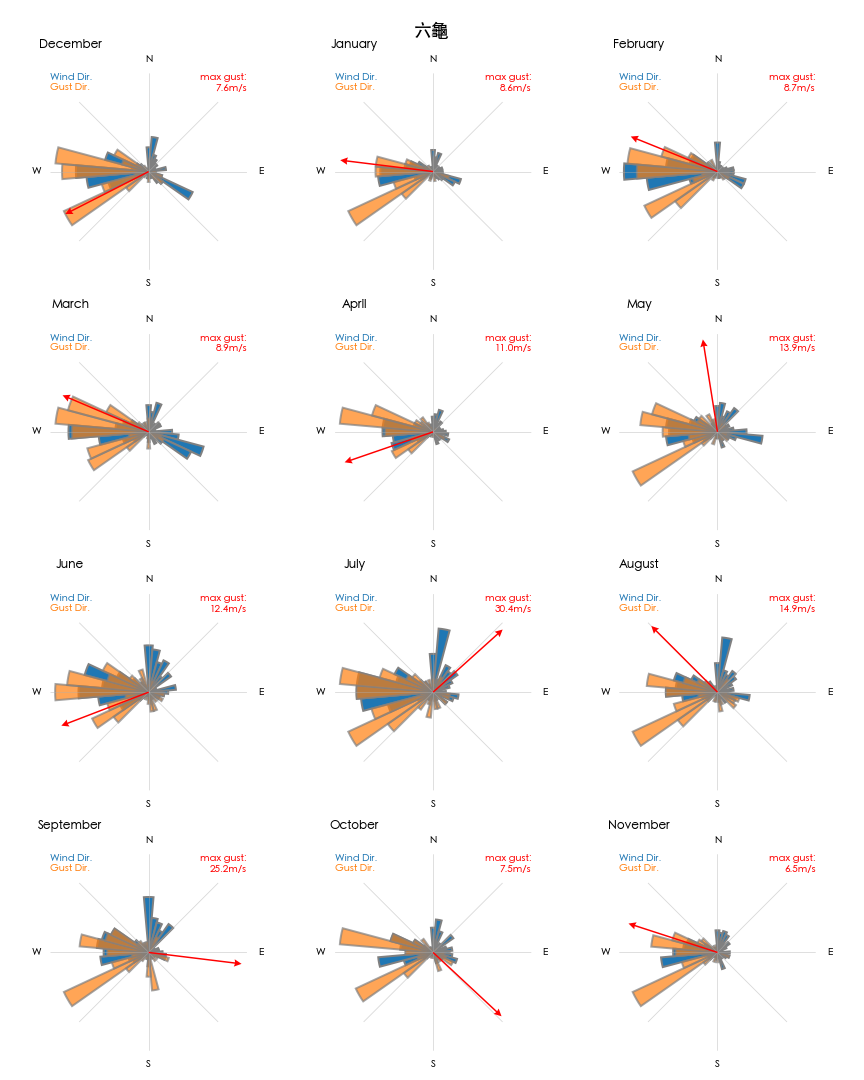 六龜
December
N
Wind Dir.
Gust Dir.
max gust:
7.6m/s
W
E
S
January
N
Wind Dir.
Gust Dir.
max gust:
8.6m/s
W
E
S
February
N
Wind Dir.
Gust Dir.
max gust:
8.7m/s
W
E
S
March
N
Wind Dir.
Gust Dir.
max gust:
8.9m/s
W
E
S
April
N
Wind Dir.
Gust Dir.
max gust:
11.0m/s
W
E
S
May
N
Wind Dir.
Gust Dir.
max gust:
13.9m/s
W
E
S
June
N
Wind Dir.
Gust Dir.
max gust:
12.4m/s
W
E
S
July
N
Wind Dir.
Gust Dir.
max gust:
30.4m/s
W
E
S
August
N
Wind Dir.
Gust Dir.
max gust:
14.9m/s
W
E
S
September
N
Wind Dir.
Gust Dir.
max gust:
25.2m/s
W
E
S
October
N
Wind Dir.
Gust Dir.
max gust:
7.5m/s
W
E
S
November
N
Wind Dir.
Gust Dir.
max gust:
6.5m/s
W
E
S